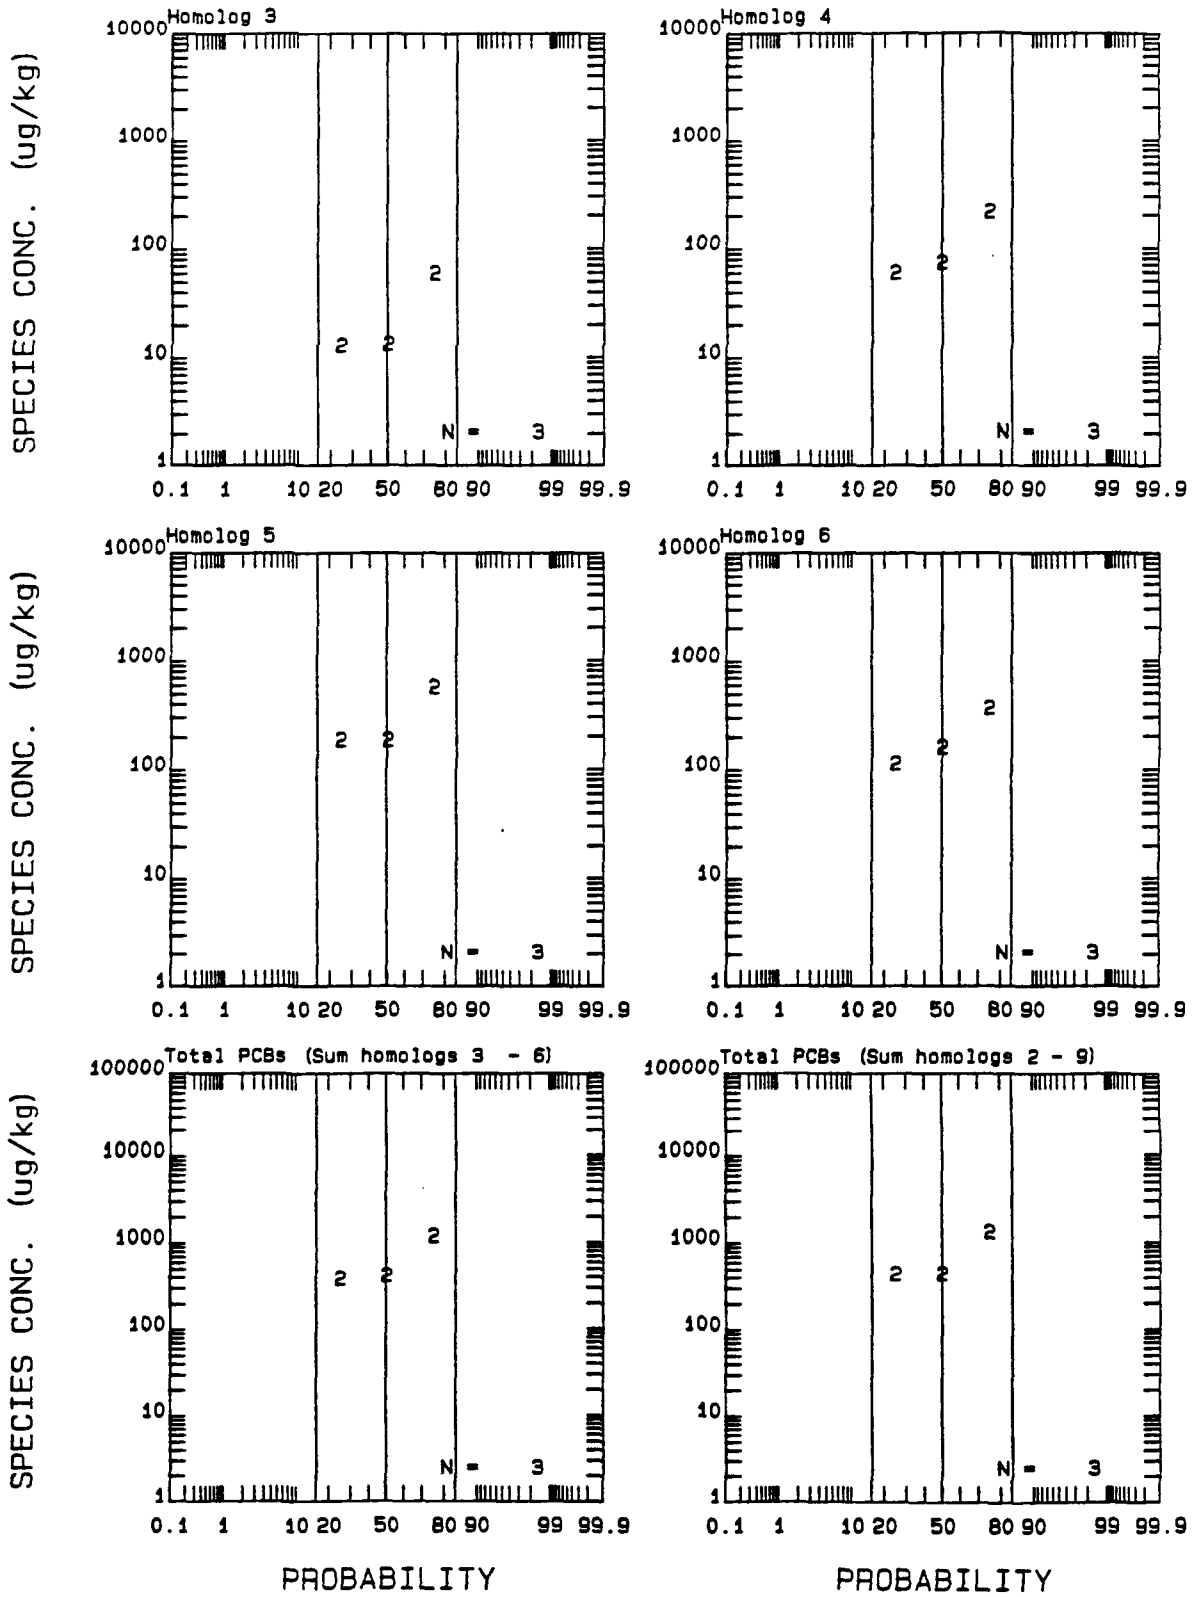 Homolog 3
10000
1000
100
10
1
2 2 2
N = 3
0.1 1 10 20 50 80 90 99 99.9
SPECIES CONC. (ug/kg)
Homolog 4
10000
1000
100
10
1
2 2 2
N = 3
0.1 1 10 20 50 80 90 99 99.9
Homolog 5
10000
1000
100
10
1
2 2 2
N = 3
0.1 1 10 20 50 80 90 99 99.9
SPECIES CONC. (ug/kg)
Homolog 6
10000
1000
100
10
1
2 2 2
N = 3
0.1 1 10 20 50 80 90 99 99.9
Total PCBs (Sum homologs 3 - 6)
100000
10000
1000
100
10
1
2 2 2
N = 3
0.1 1 10 20 50 80 90 99 99.9
SPECIES CONC. (ug/kg)
PROBABILITY
Total PCBs (Sum homologs 2 - 9)
100000
10000
1000
100
10
1
2 2 2
N = 3
0.1 1 10 20 50 80 90 99 99.9
PROBABILITY